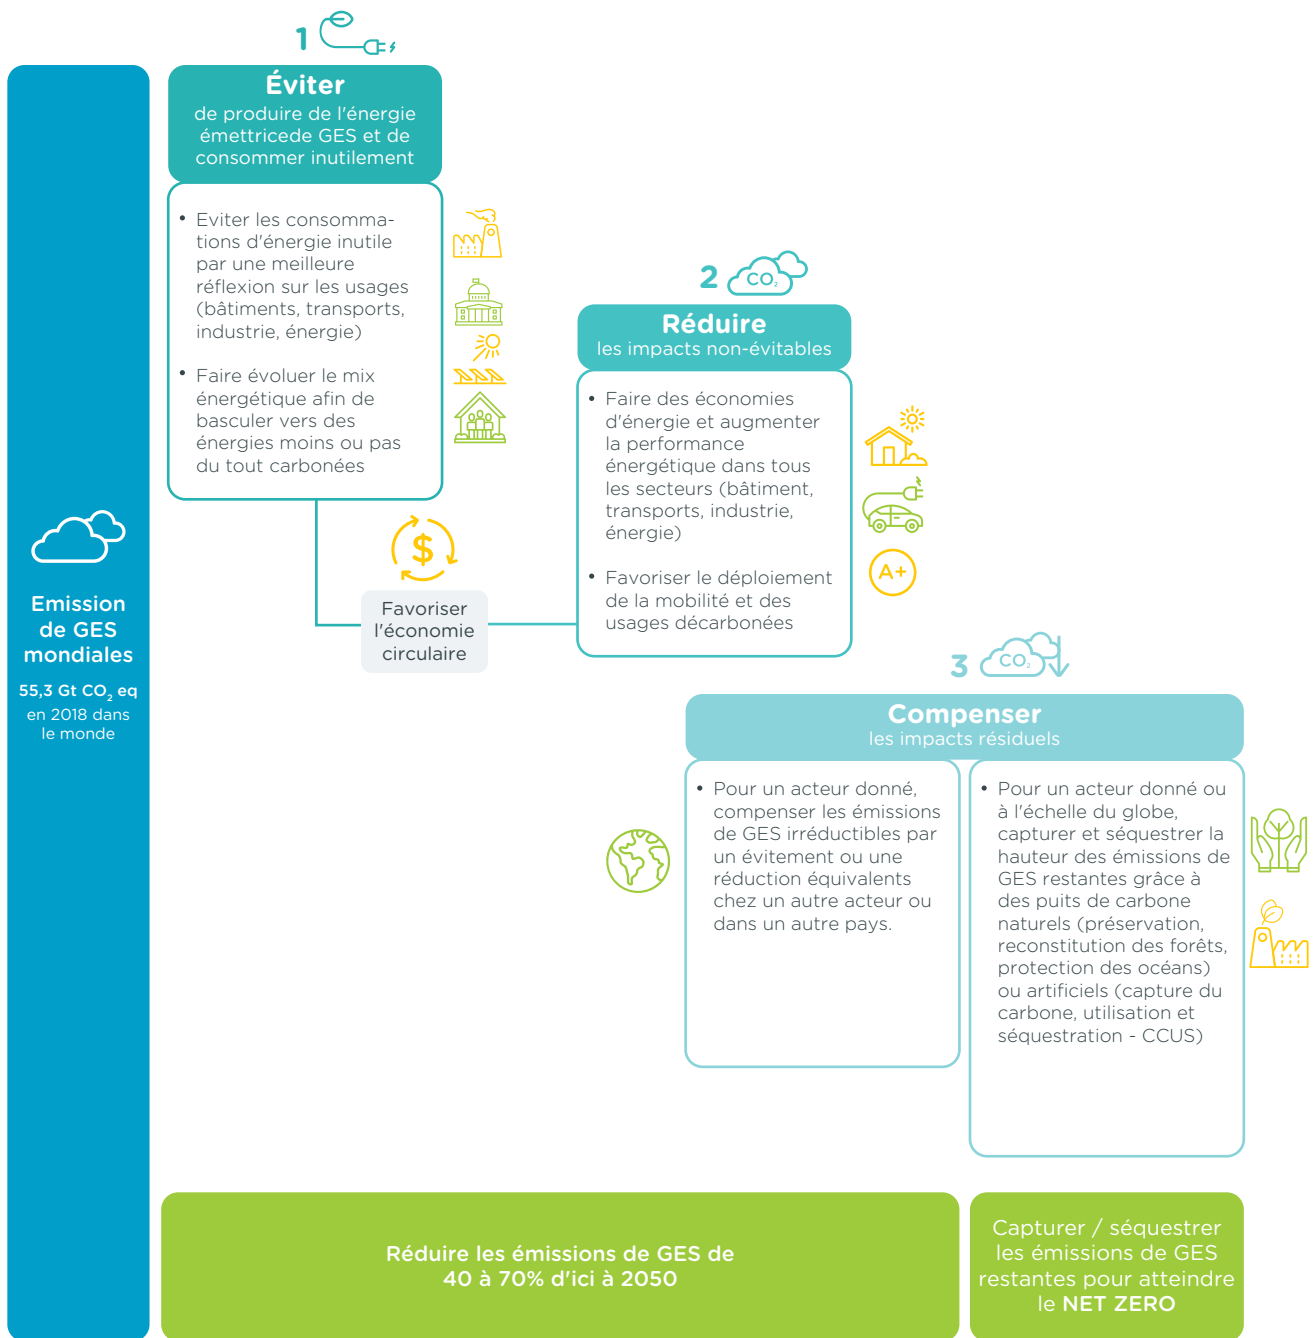 1
Éviter
de produire de l'énergie
émettricede GES et de
consommer inutilement
• Eviter les consomma-
tions d'énergie inutile
par une meilleure
réflexion sur les usages
(bâtiments, transports,
industrie, énergie)
• Faire évoluer le mix
énergétique afin de
basculer vers des
énergies moins ou pas
du tout carbonées
$
Favoriser
l'économie
circulaire
2
CO2
Réduire
les impacts non-évitables
• Faire des économies
d'énergie et augmenter
la performance
énergétique dans tous
les secteurs (bâtiment,
transports, industrie,
énergie)
• Favoriser le déploiement
de la mobilité et des
usages décarbonées
A+
Emission
de GES
mondiales
55,3 Gt CO2 eq
en 2018 dans
le monde
3
CO2
Compenser
les impacts résiduels
• Pour un acteur donné,
compenser les émissions
de GES irréductibles par
un évitement ou une
réduction équivalents
chez un autre acteur ou
dans un autre pays.
• Pour un acteur donné ou
à l'échelle du globe,
capturer et séquestrer la
hauteur des émissions de
GES restantes grâce à
des puits de carbone
naturels (préservation,
reconstitution des forêts,
protection des océans)
ou artificiels (capture du
carbone, utilisation et
séquestration - CCUS)
Réduire les émissions de GES de
40 à 70% d'ici à 2050
Capturer / séquestrer
les émissions de GES
restantes pour atteindre
le NET ZERO